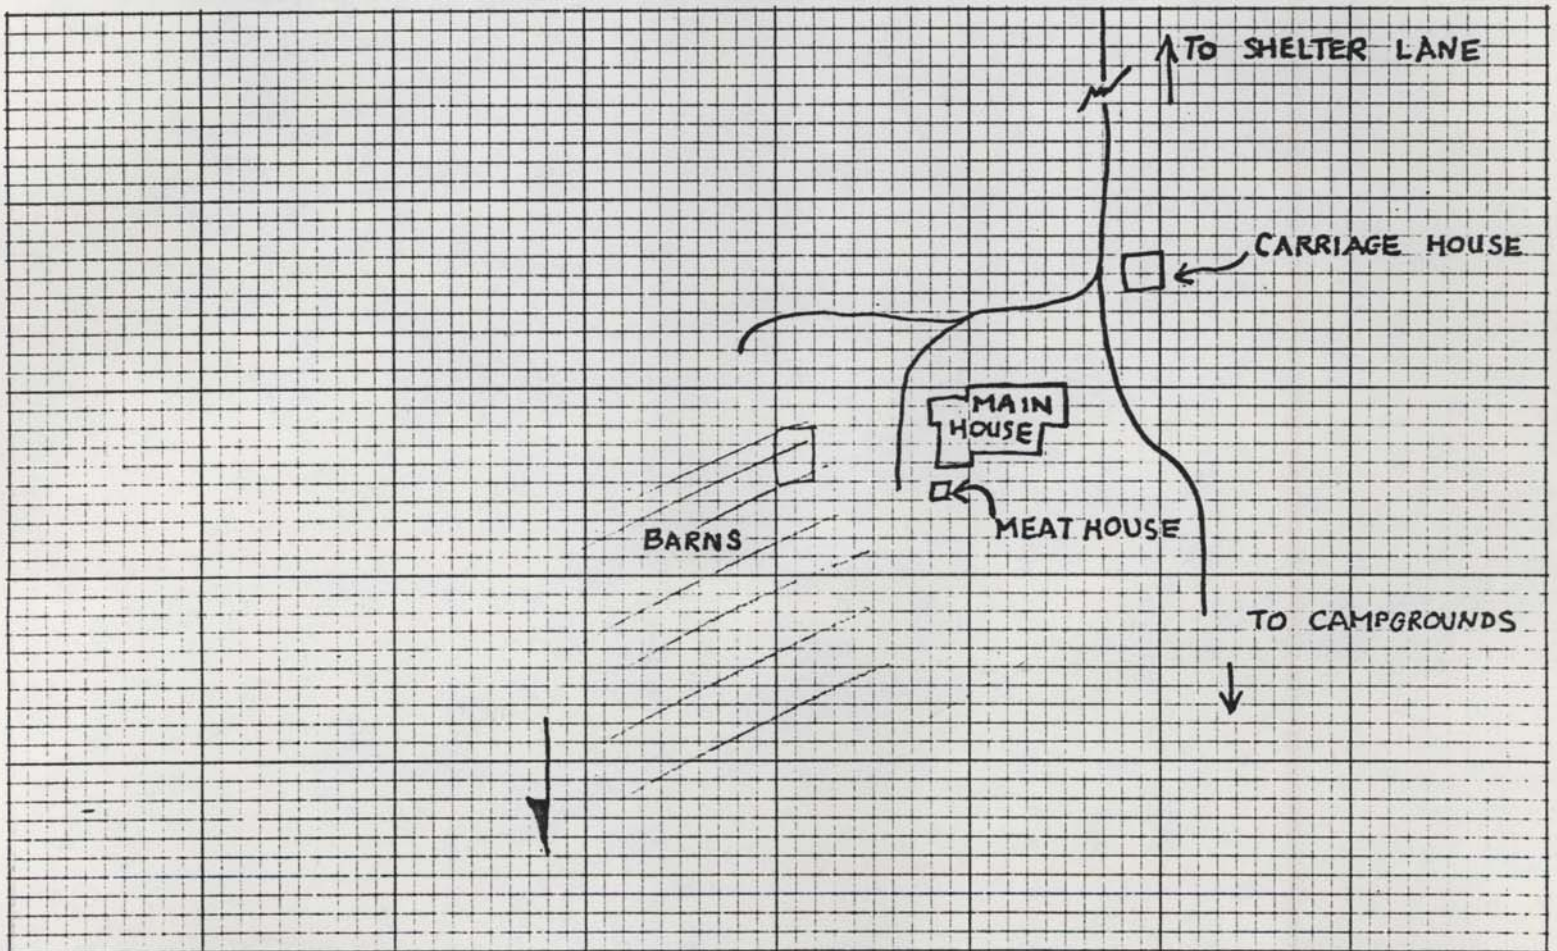 TO SHELTER LANE
CARRIAGE HOUSE
MAIN
HOUSE
MEAT HOUSE
BARNS
TO CAMPGROUNDS